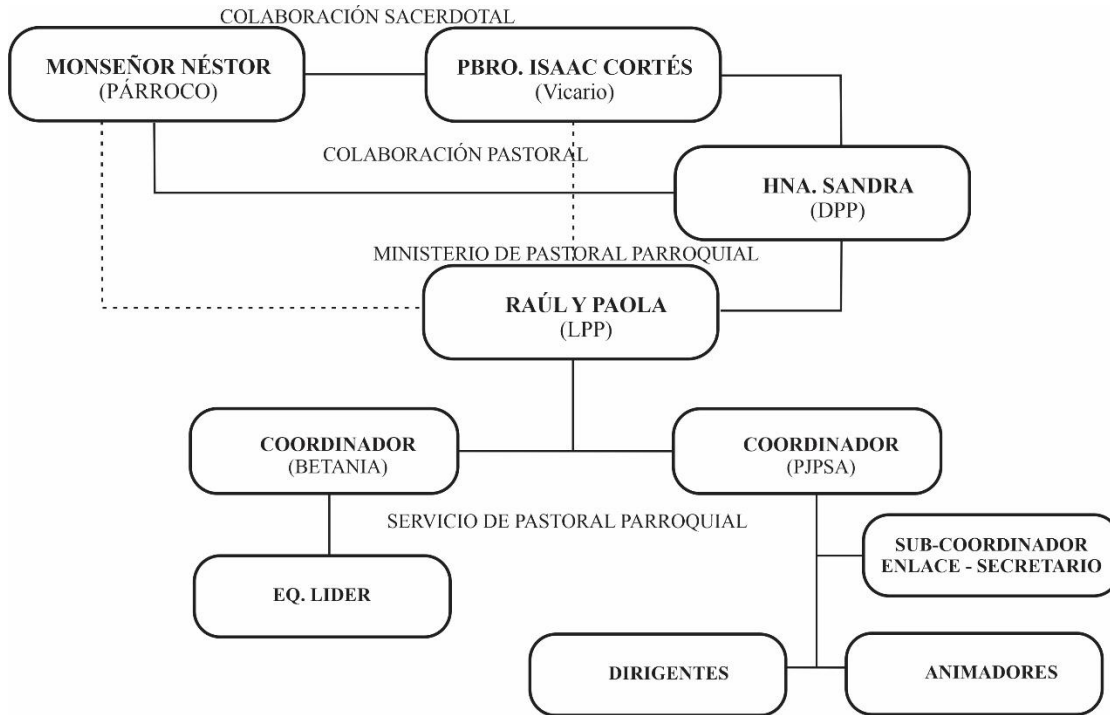 COLABORACIÓN SACERDOTAL
MONSEÑOR NÉSTOR
(PÁRROCO)
PBRO. ISAAC CORTÉS
(Vicario)
COLABORACIÓN PASTORAL
HNA. SANDRA
(DPP)
MINISTERIO DE PASTORAL PARROQUIAL
RAÚL Y PAOLA
(LPP)
COORDINADOR
(BETANIA)
COORDINADOR
(PJPSA)
SERVICIO DE PASTORAL PARROQUIAL
SUB-COORDINADOR
ENLACE - SECRETARIO
EQ. LIDER
DIRIGENTES
ANIMADORES